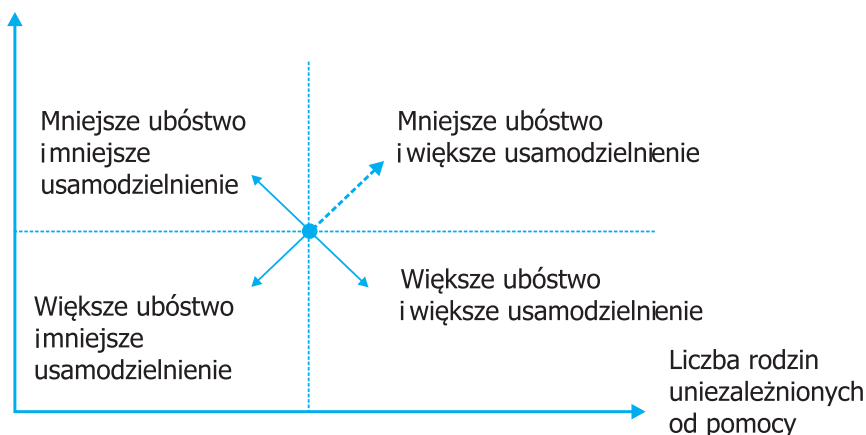 Mniejsze ubóstwo
i mniejsze
usamodzielnienie
Mniejsze ubóstwo
i większe usamodzielnienie
Większe ubóstwo
i mniejsze
usamodzielnienie
Większe ubóstwo
i większe usamodzielnienie
Liczba rodzin
uniezależnionych
od pomocy